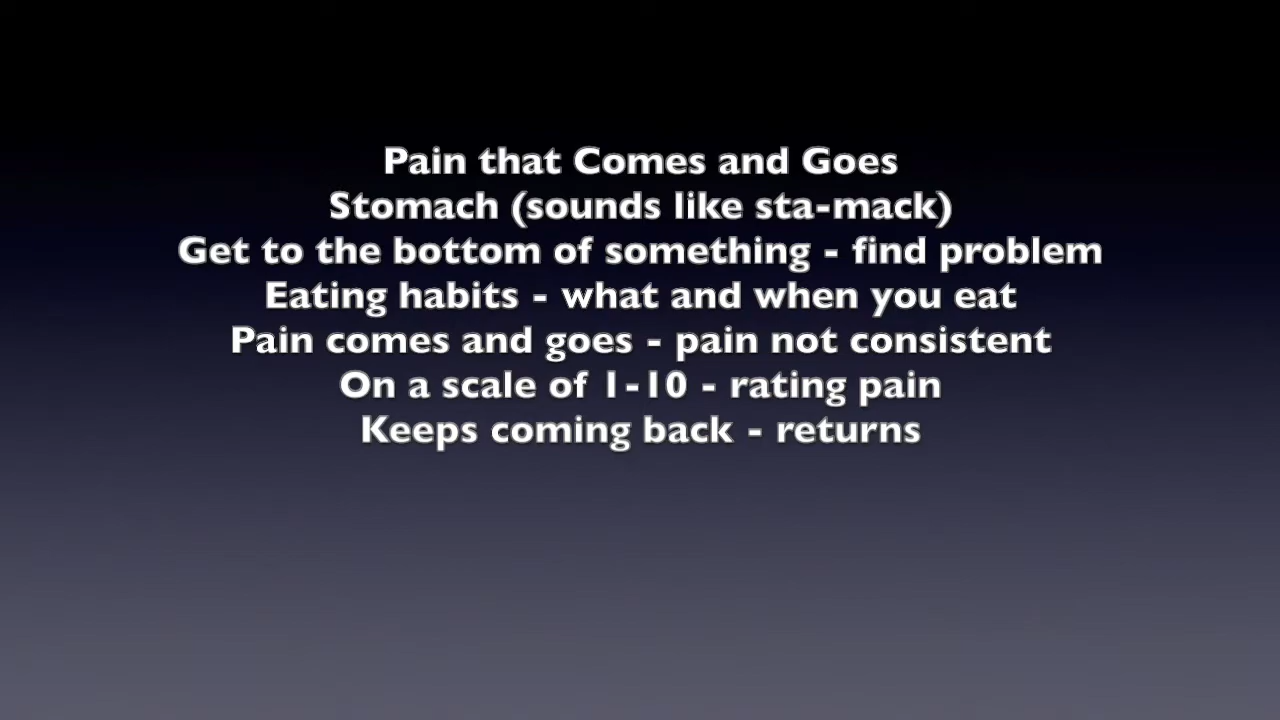 Pain that Comes and Goes
Stomach (sounds like sta-mack)
Get to the bottom of something - find problem
Eating habits - what and when you eat
Pain comes and goes - pain not consistent
On a scale of 1-10 - rating pain
Keeps coming back - returns